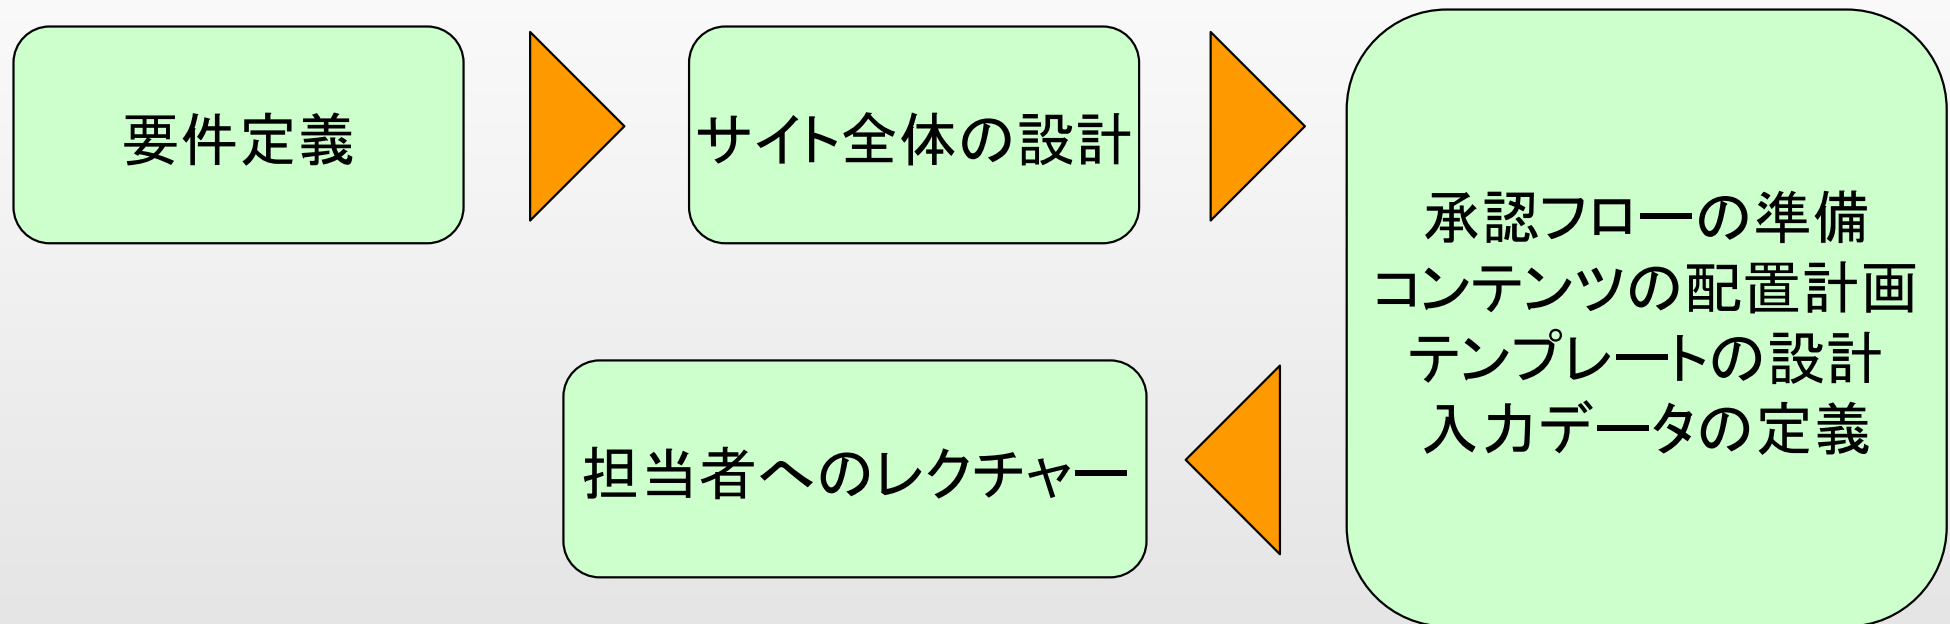 要件定義
サイト全体の設計
承認フローの準備
コンテンツの配置計画
テンプレートの設計
入力データの定義
担当者へのレクチャー